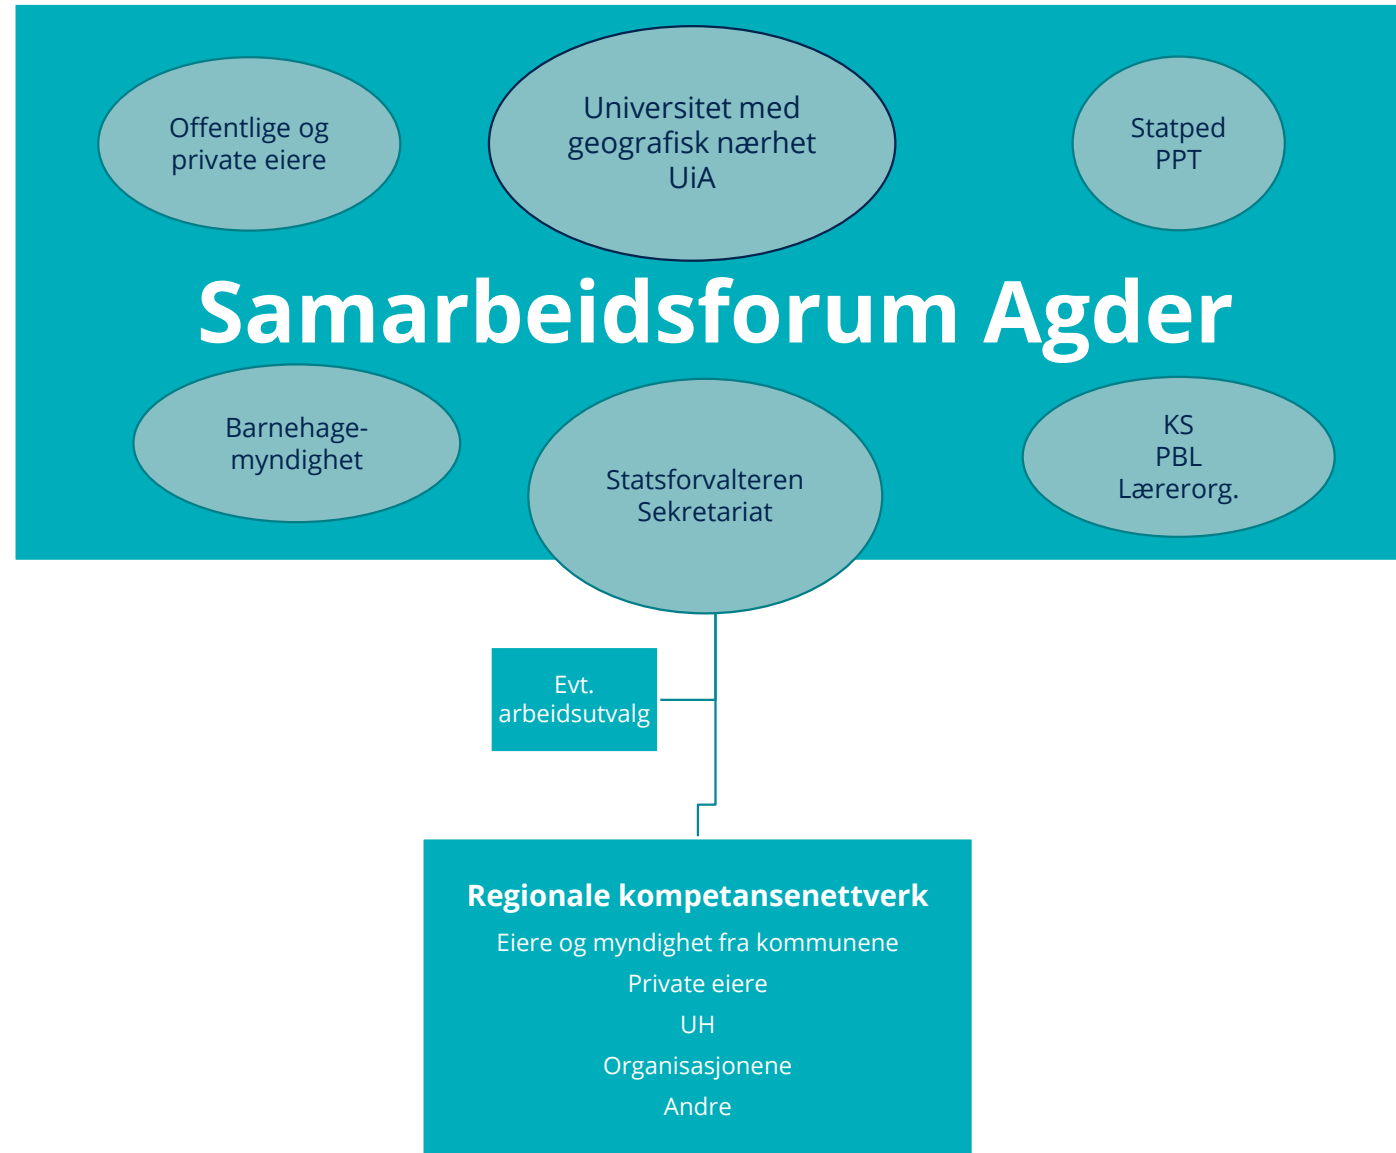 Offentlige og
private eiere
Universitet med
geografisk nærhet
UiA
Statped
PPT
Samarbeidsforum Agder
Barnehage-
myndighet
Statsforvalteren
Sekretariat
KS
PBL
Lærerorg.
Evt.
arbeidsutvalg
Regionale kompetansenettverk
Eiere og myndighet fra kommunene
Private eiere
UH
Organisasjonene
Andre